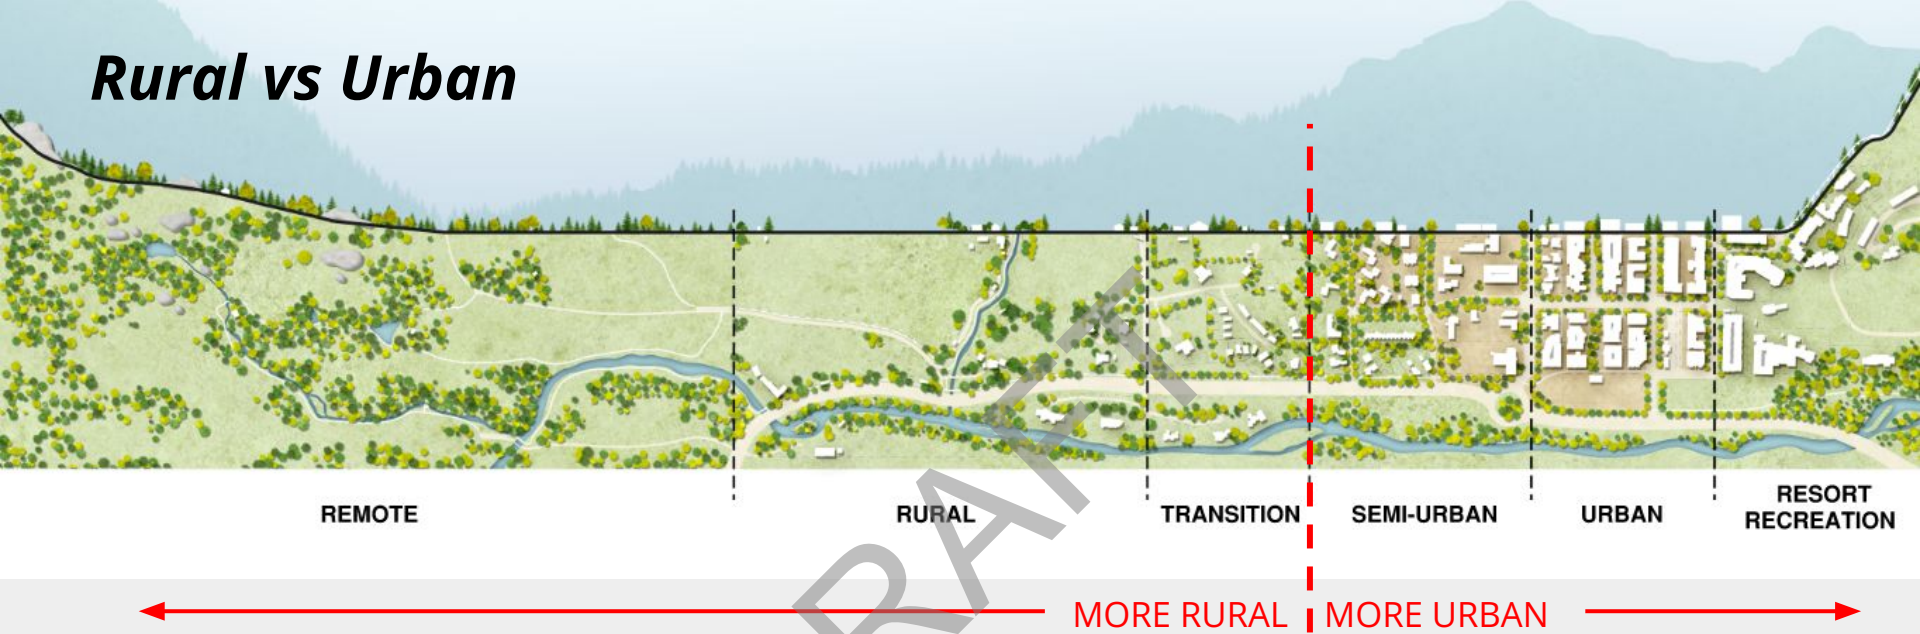 Rural vs Urban
REMOTE
RURAL
TRANSITION
SEMI-URBAN
URBAN
RESORT
RECREATION
DRAFT
MORE RURAL
MORE URBAN